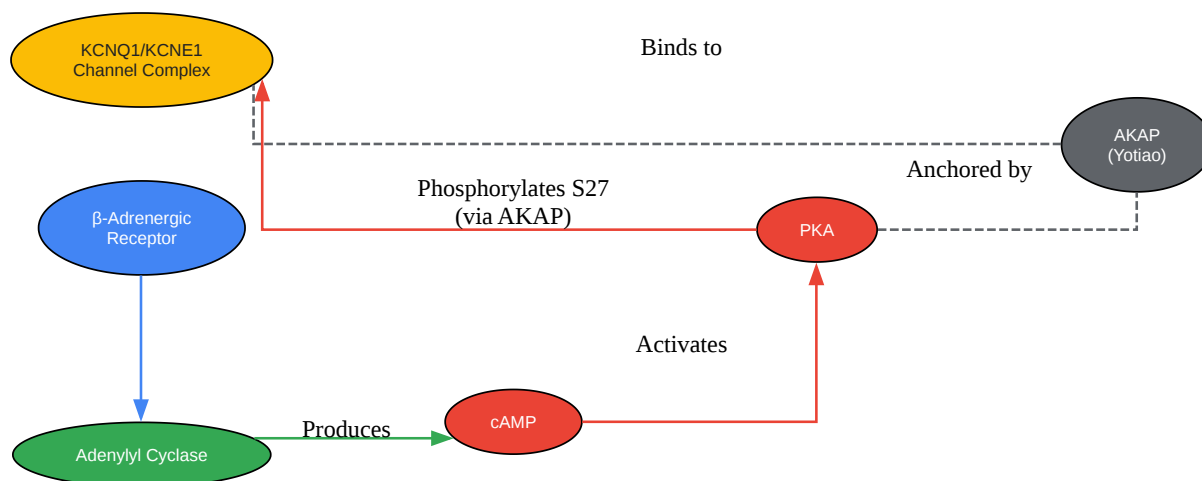 KCNQ1/KCNE1
Channel Complex
Binds to
AKAP
(Yotiao)
Anchored by
Phosphorylates S27
(via AKAP)
β-Adrenergic
Receptor
PKA
Activates
cAMP
Produces
Adenylyl Cyclase